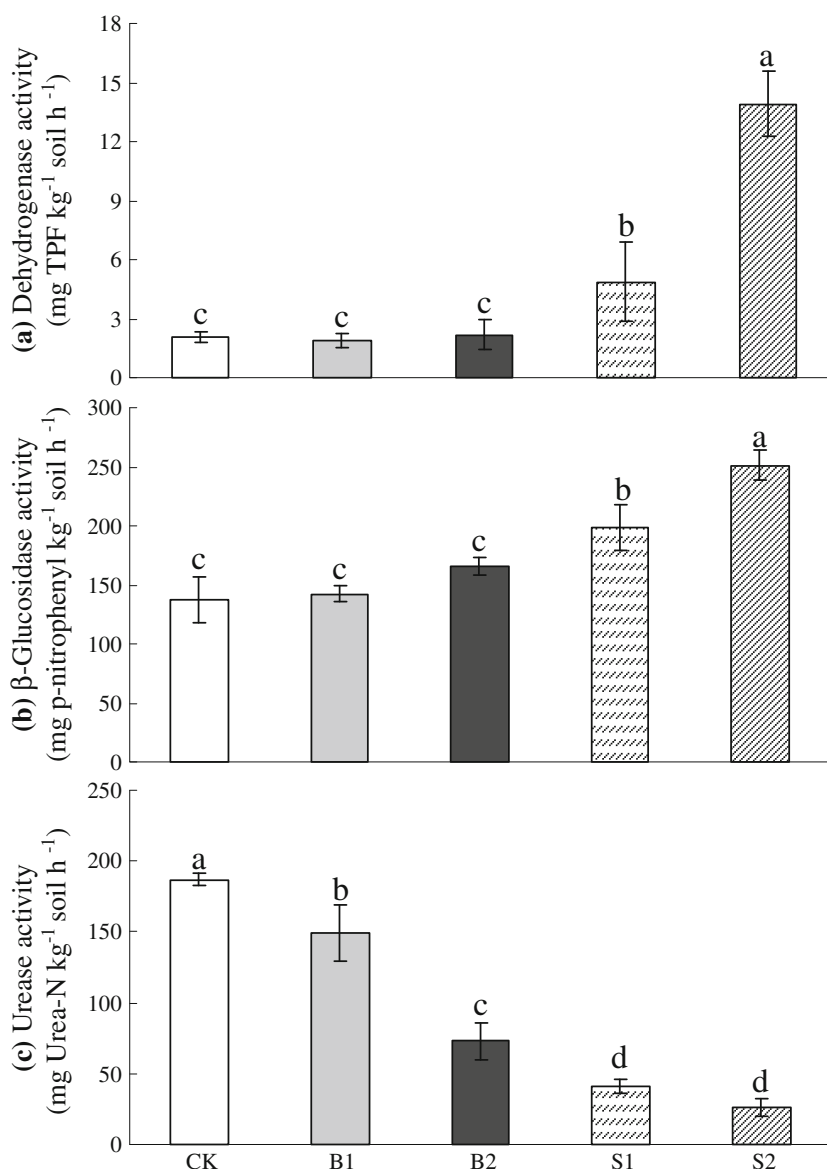 (a) Dehydrogenase activity
(mg TPF kg⁻¹ soil h⁻¹)
18
15
12
9
6
3
0
c
c
c
b
a
(b) β-Glucosidase activity
(mg p-nitrophenyl kg⁻¹ soil h⁻¹)
300
250
200
150
100
50
0
c
c
c
b
a
(c) Urease activity
(mg Urea-N kg⁻¹ soil h⁻¹)
250
200
150
100
50
0
a
b
c
d
d
CK B1 B2 S1 S2